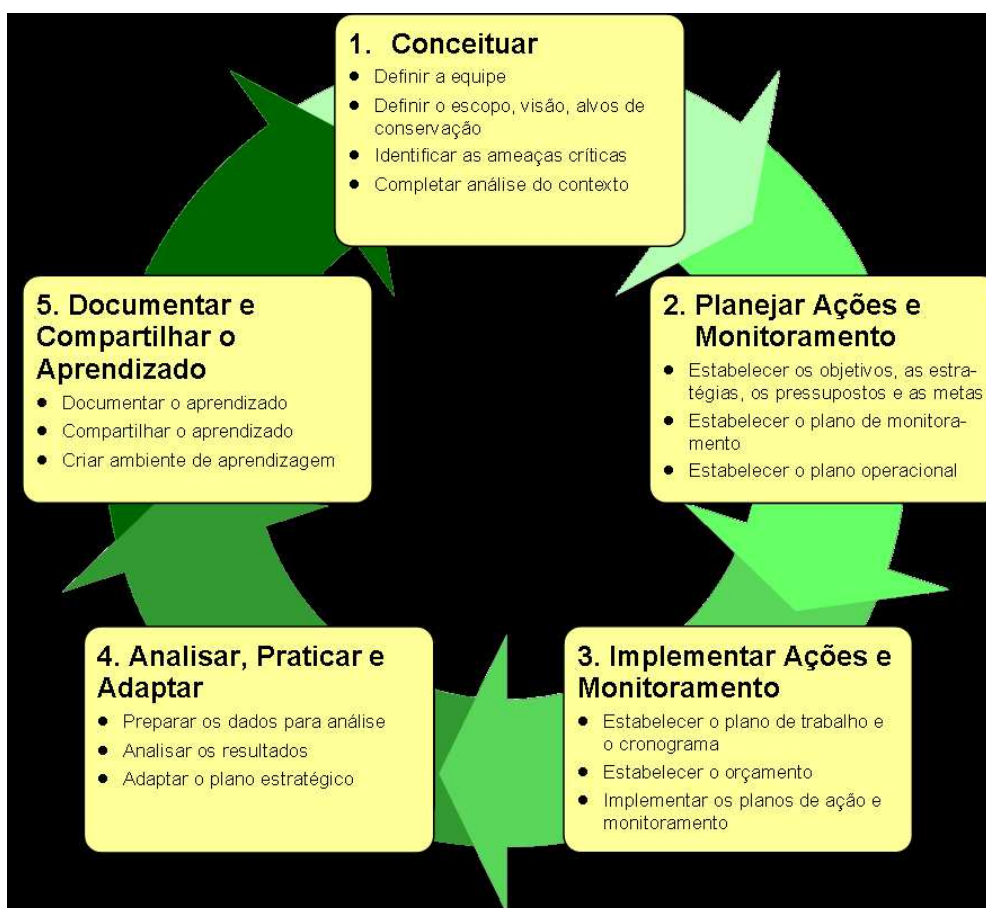 1. Conceituar
● Definir a equipe
● Definir o escopo, visão, alvos de
conservação
● Identificar as ameaças críticas
● Completar análise do contexto
2. Planejar Ações e
Monitoramento
● Estabelecer os objetivos, as estra-
tégias, os pressupostos e as metas
● Estabelecer o plano de monitora-
mento
● Estabelecer o plano operacional
3. Implementar Ações e
Monitoramento
● Estabelecer o plano de trabalho e
o cronograma
● Estabelecer o orçamento
● Implementar os planos de ação e
monitoramento
4. Analisar, Praticar e
Adaptar
● Preparar os dados para análise
● Analisar os resultados
● Adaptar o plano estratégico
5. Documentar e
Compartilhar o
Aprendizado
● Documentar o aprendizado
● Compartilhar o aprendizado
● Criar ambiente de aprendizagem